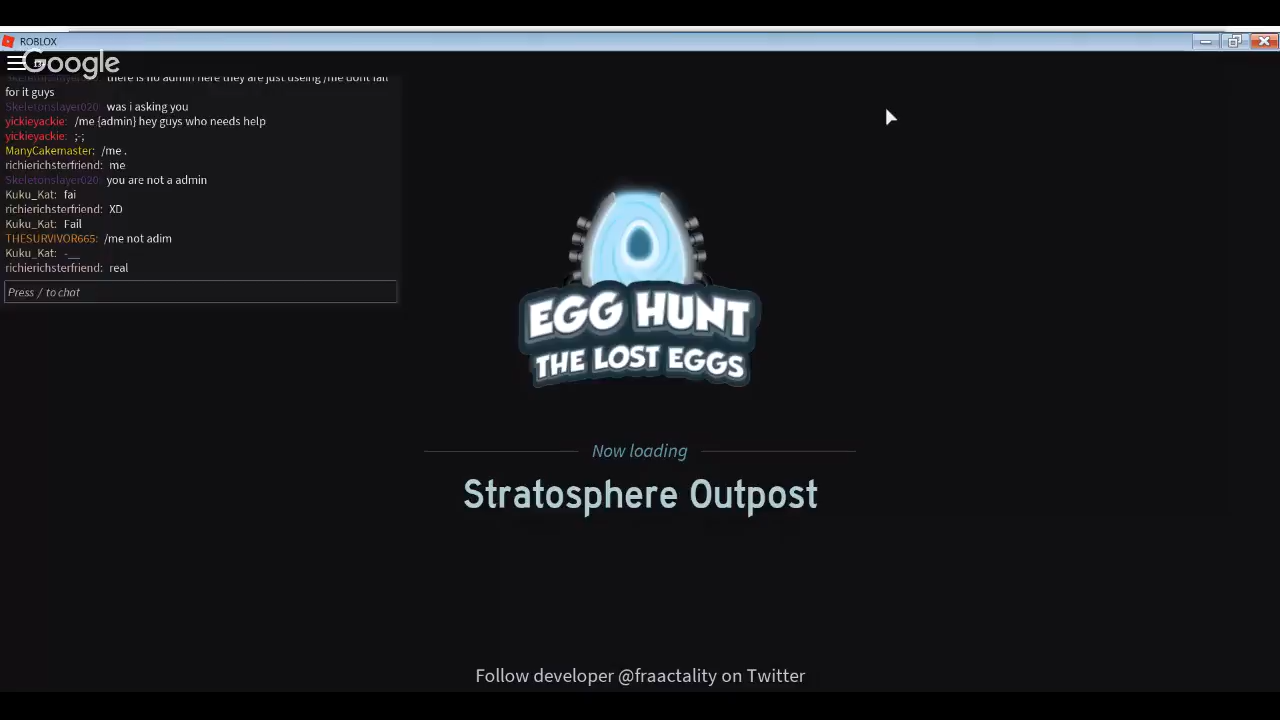 ROBLOX
Google
there is no admin here they are just useing /me dont fall
for it guys
Skeletonslayer020: was i asking you
yickieyackie: /me {admin} hey guys who needs help
yickieyackie: ;-;
ManyCakemaster: /me .
richierichsterfriend: me
Skeletonslayer020: you are not a admin
Kuku_Kat: fai
richierichsterfriend: XD
Kuku_Kat: Fail
THESURVIVOR665: /me not adim
Kuku_Kat: -__
richierichsterfriend: real
Press / to chat
EGG HUNT
THE LOST EGGS
Now loading
Stratosphere Outpost
Follow developer @fraactality on Twitter